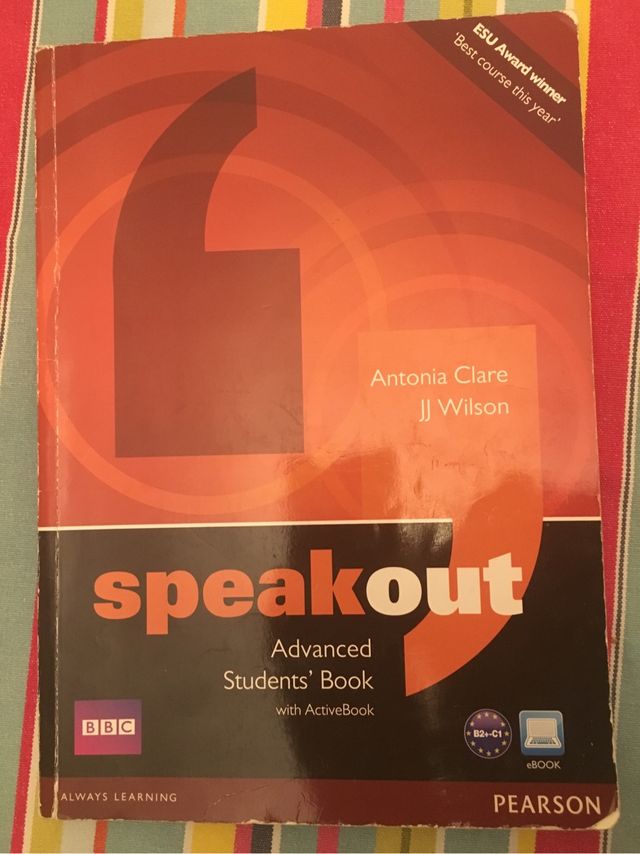 ESU Award winner
'Best course this year'
Antonia Clare
JJ Wilson
speakout
Advanced
Students' Book
with ActiveBook
BBC
B2+-C1
eBOOK
ALWAYS LEARNING
PEARSON